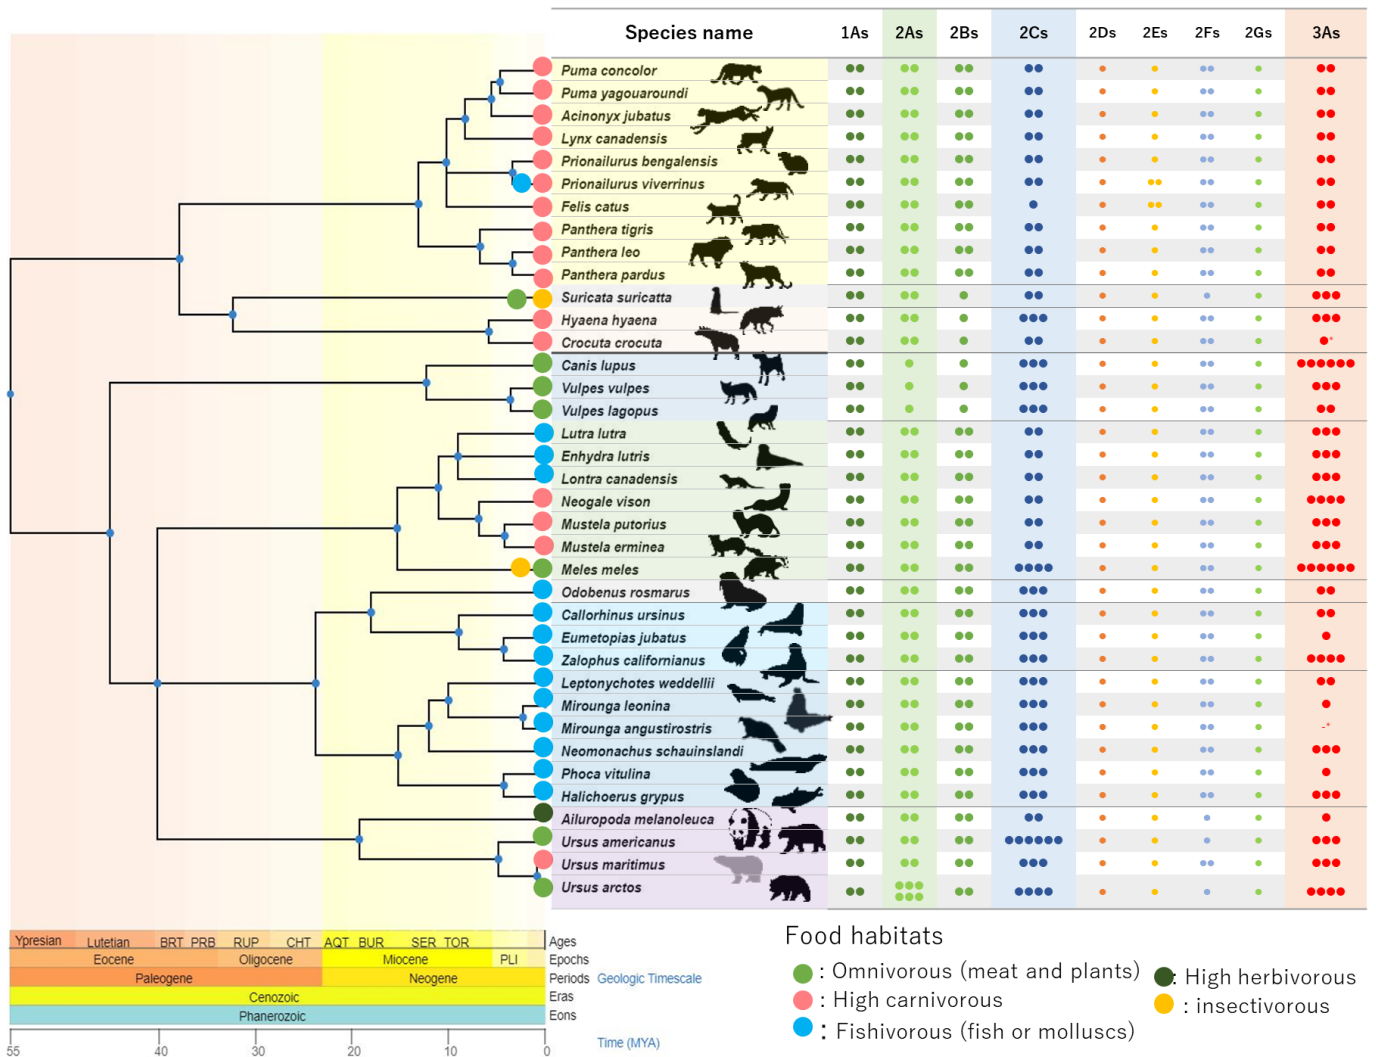 Species name 1As 2As 2Bs 2Cs 2Ds 2Es 2Fs 2Gs 3As
Puma concolor
Puma yagouaroundi
Acinonyx jubatus
Lynx canadensis
Prionailurus bengalensis
Prionailurus viverrinus
Felis catus
Panthera tigris
Panthera leo
Panthera pardus
Suricata suricatta
Hyaena hyaena
Crocuta crocuta
Canis lupus
Vulpes vulpes
Vulpes lagopus
Lutra lutra
Enhydra lutris
Lontra canadensis
Neogale vison
Mustela putorius
Mustela erminea
Meles meles
Odobenus rosmarus
Callorhinus ursinus
Eumetopias jubatus
Zalophus californianus
Leptonychotes weddellii
Mirounga leonina
Mirounga angustirostris
Neomonachus schauinslandi
Phoca vitulina
Halichoerus grypus
Ailuropoda melanoleuca
Ursus americanus
Ursus maritimus
Ursus arctos
Ypresian Lutetian BRT PRB RUP CHT AQT BUR SER TOR Ages
Eocene Oligocene Miocene PLI Epochs
Paleogene Neogene Periods Geologic Timescale
Cenozoic Eras
Phanerozoic Eons
55 40 30 20 10 0 Time (MYA)
Food habitats
: Omnivorous (meat and plants)
: High carnivorous
: Fishivorous (fish or molluscs)
: High herbivorous
: insectivorous